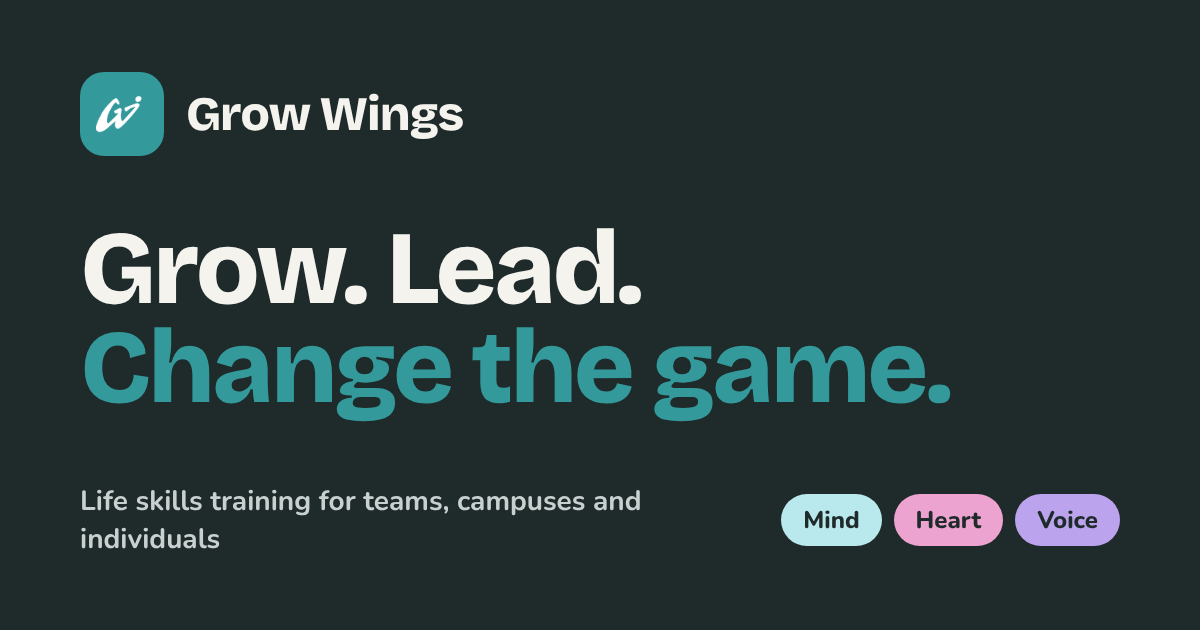 Grow Wings
Grow. Lead.
Change the game.
Life skills training for teams, campuses and
individuals
Mind
Heart
Voice